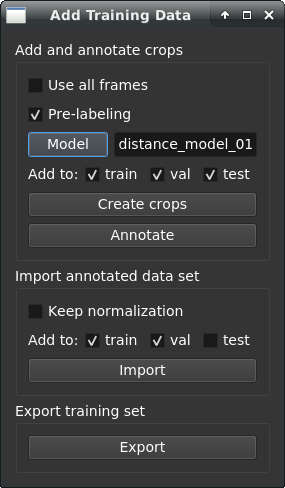 Add Training Data
Add and annotate crops
Use all frames
Pre-labeling
Model distance_model_01
Add to: train val test
Create crops
Annotate
Import annotated data set
Keep normalization
Add to: train val test
Import
Export training set
Export